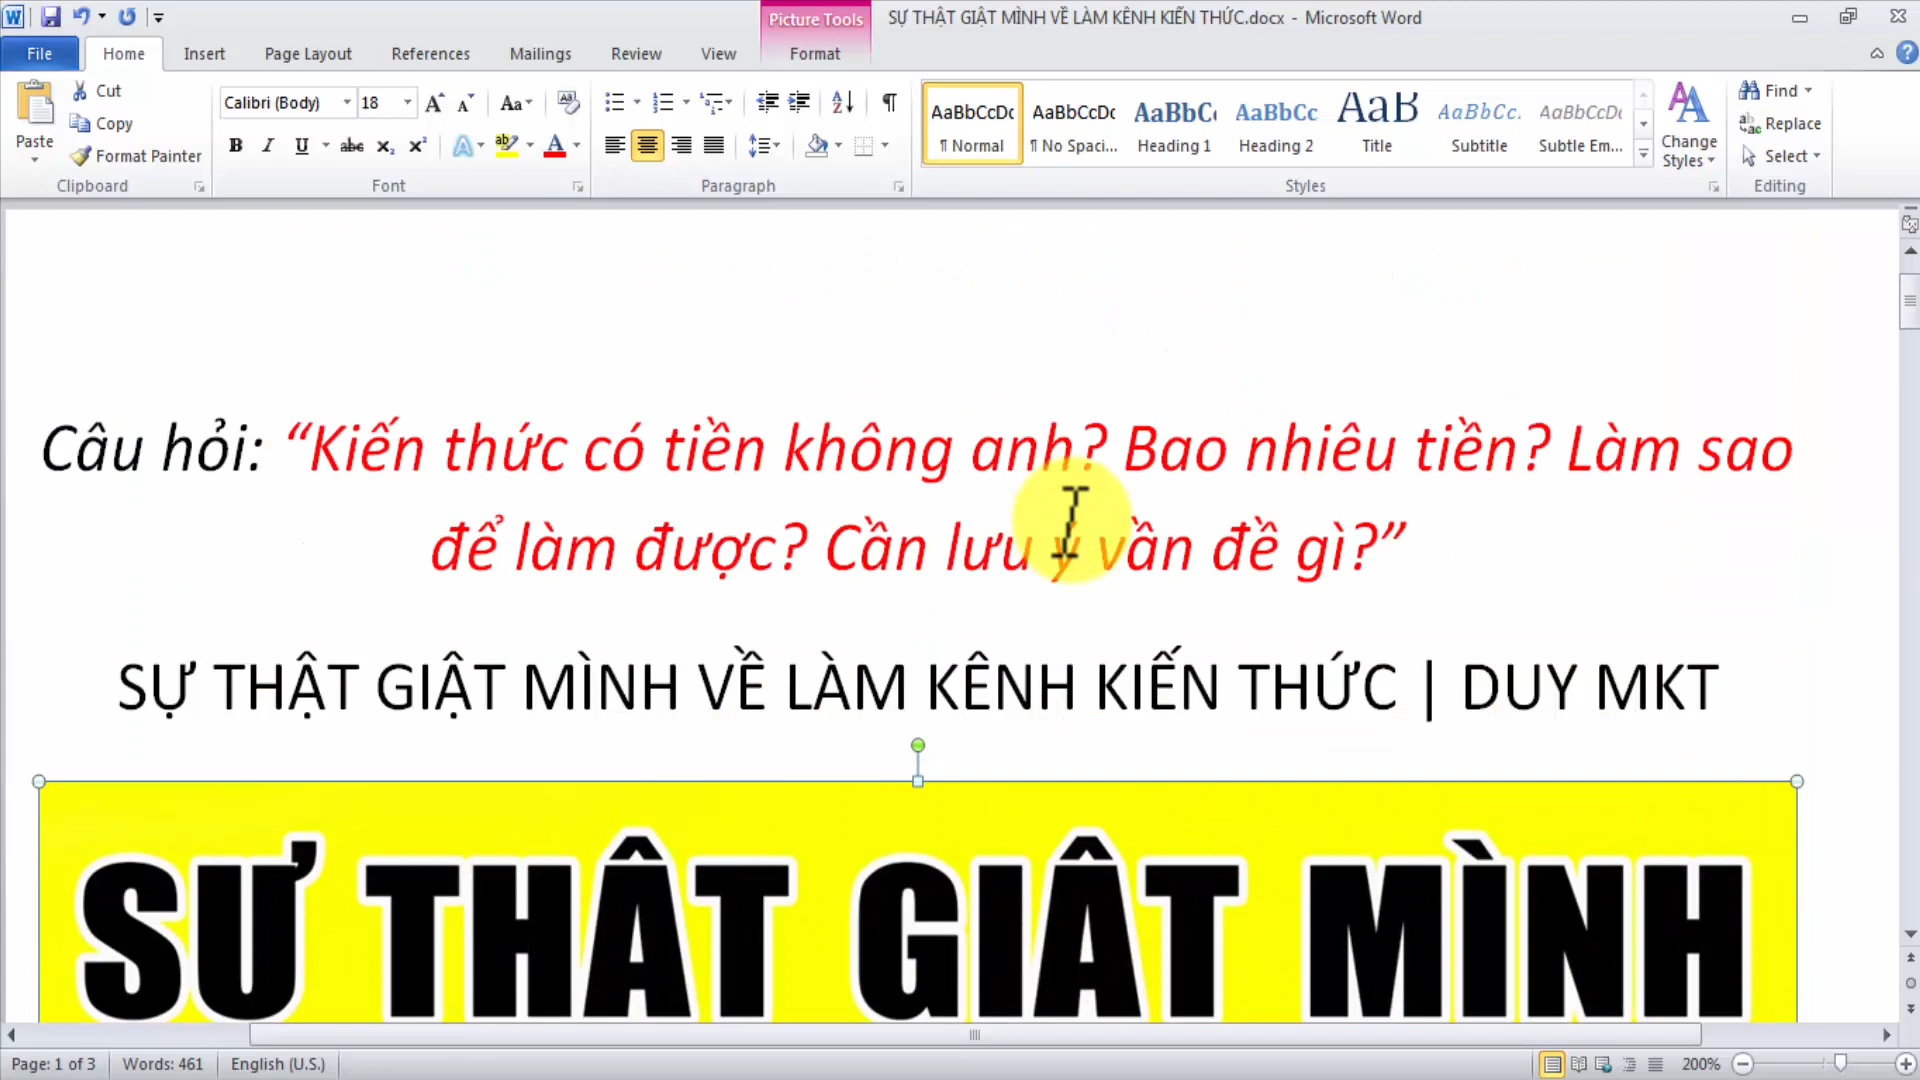 SỰ THẬT GIẬT MÌNH VỀ LÀM KÊNH KIẾN THỨC.docx - Microsoft Word
Picture Tools
File Home Insert Page Layout References Mailings Review View Format
Paste
Cut
Copy
Format Painter
Clipboard
Calibri (Body) 18
Font
Paragraph
AaBbCcDc AaBbCcDc AaBbC AaBbCc AaB AaBbCc. AaBbCcDc
¶ Normal ¶ No Spaci... Heading 1 Heading 2 Title Subtitle Subtle Em...
Change
Styles
Styles
Find
Replace
Select
Editing
Câu hỏi: “Kiến thức có tiền không anh? Bao nhiêu tiền? Làm sao
để làm được? Cần lưu ý vần đề gì?”
SỰ THẬT GIẬT MÌNH VỀ LÀM KÊNH KIẾN THỨC | DUY MKT
SỰ THẬT GIẬT MÌNH
Page: 1 of 3 Words: 461 English (U.S.) 200%